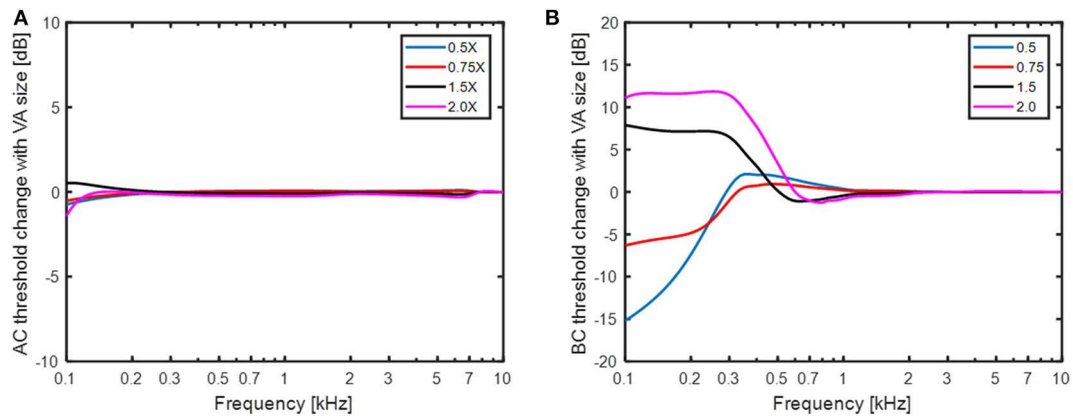 A
AC threshold change with VA size [dB]
10
5
0
-5
-10
0.5X
0.75X
1.5X
2.0X
0.1 0.2 0.3 0.5 0.7 1 2 3 5 7 10
Frequency [kHz]
B
BC threshold change with VA size [dB]
20
15
10
5
0
-5
-10
-15
-20
0.5
0.75
1.5
2.0
0.1 0.2 0.3 0.5 0.7 1 2 3 5 7 10
Frequency [kHz]